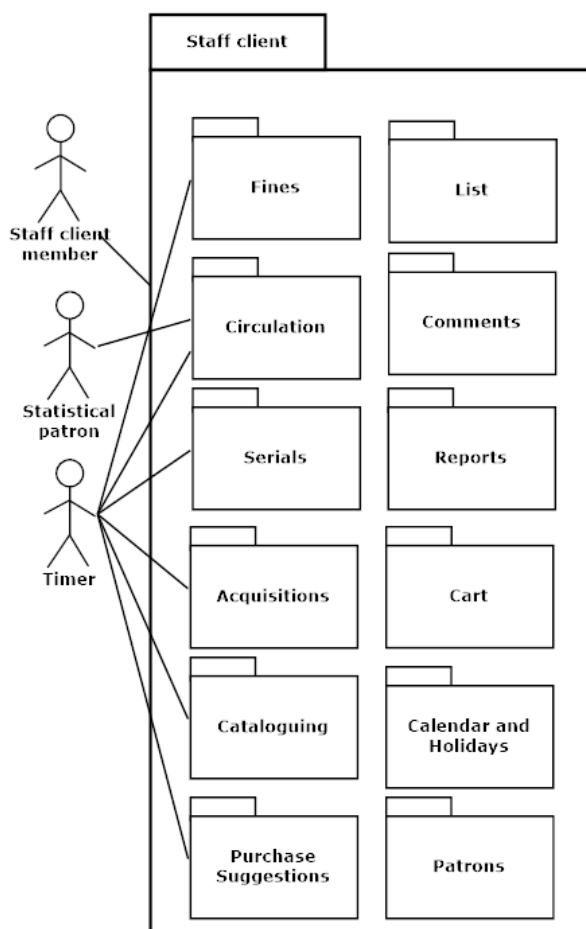 Staff client
Staff client
member
Statistical
patron
Timer
Fines
List
Circulation
Comments
Serials
Reports
Acquisitions
Cart
Cataloguing
Calendar and
Holidays
Purchase
Suggestions
Patrons